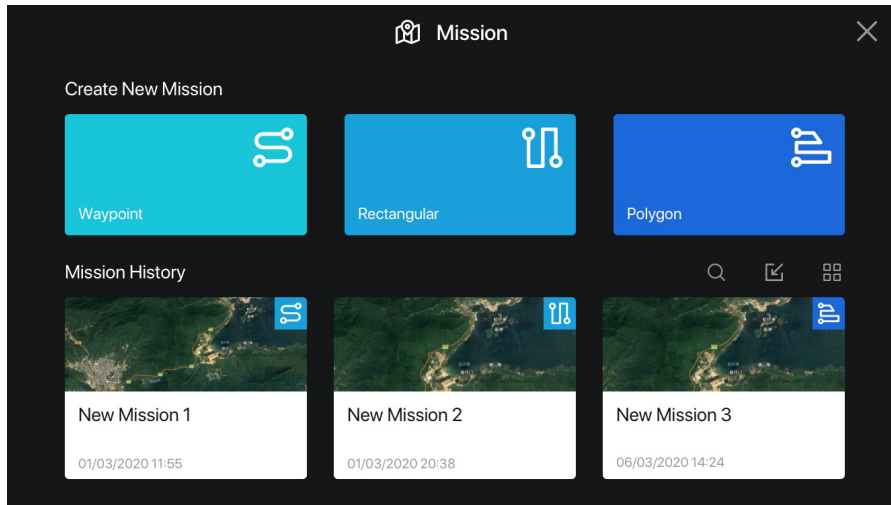 Mission
Create New Mission
Waypoint
Rectangular
Polygon
Mission History
New Mission 1
01/03/2020 11:55
New Mission 2
01/03/2020 20:38
New Mission 3
06/03/2020 14:24